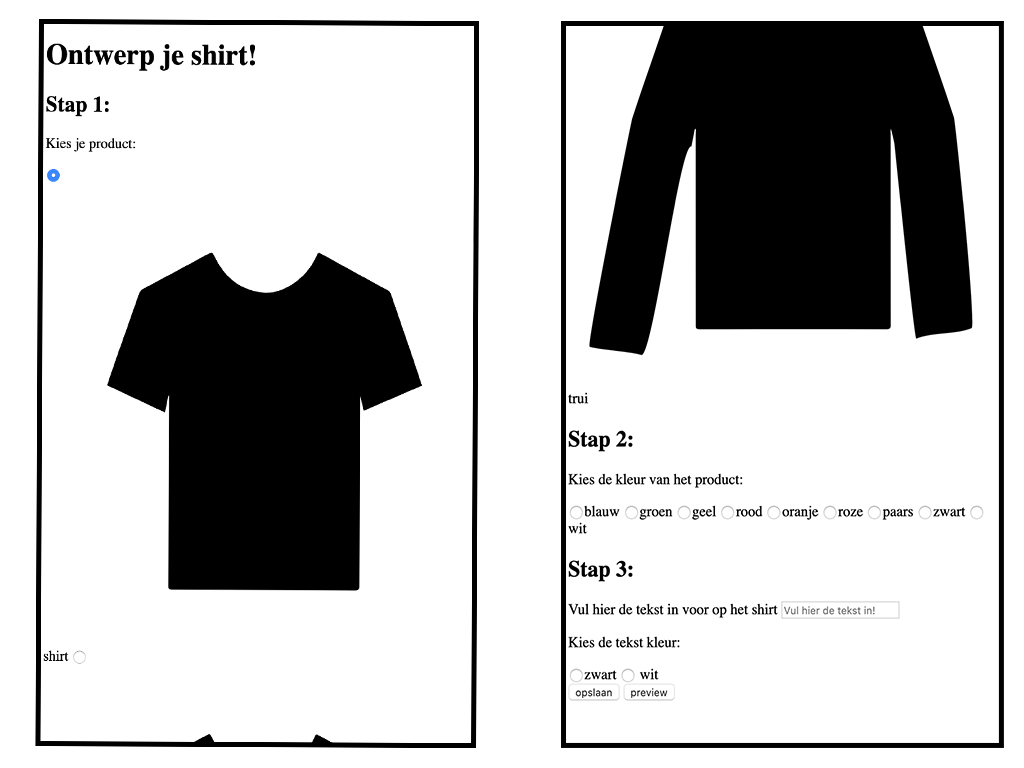 Ontwerp je shirt!
Stap 1:
Kies je product:
shirt
trui
Stap 2:
Kies de kleur van het product:
blauw groen geel rood oranje roze paars zwart
wit
Stap 3:
Vul hier de tekst in voor op het shirt Vul hier de tekst in!
Kies de tekst kleur:
zwart wit
opslaan preview